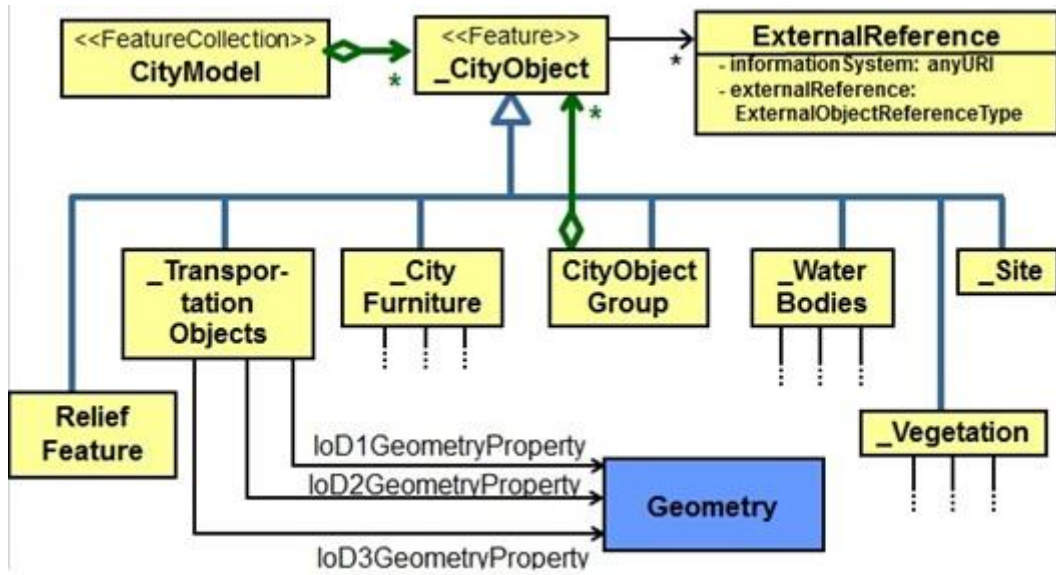 <<FeatureCollection>>
CityModel
*
<<Feature>>
_CityObject
*
*
ExternalReference
- informationSystem: anyURI
- externalReference:
ExternalObjectReferenceType
_Transpor-
tation
Objects
_City
Furniture
CityObject
Group
_Water
Bodies
_Site
Relief
Feature
_Vegetation
loD1GeometryProperty
loD2GeometryProperty
loD3GeometryProperty
Geometry